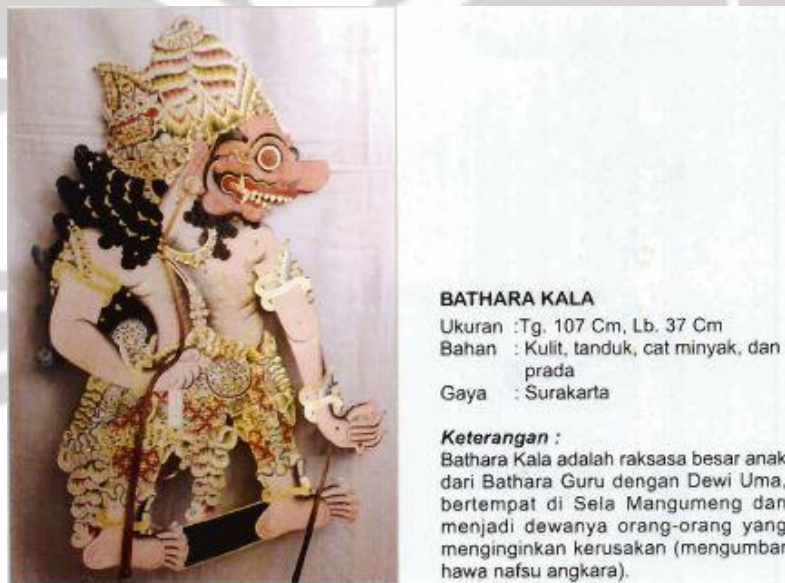 BATHARA KALA
Ukuran :Tg. 107 Cm, Lb. 37 Cm
Bahan : Kulit, tanduk, cat minyak, dan
prada
Gaya : Surakarta
Keterangan :
Bathara Kala adalah raksasa besar anak
dari Bathara Guru dengan Dewi Uma,
bertempat di Sela Mangumeng dan
menjadi dewanya orang-orang yang
menginginkan kerusakan (mengumbar
hawa nafsu angkara).